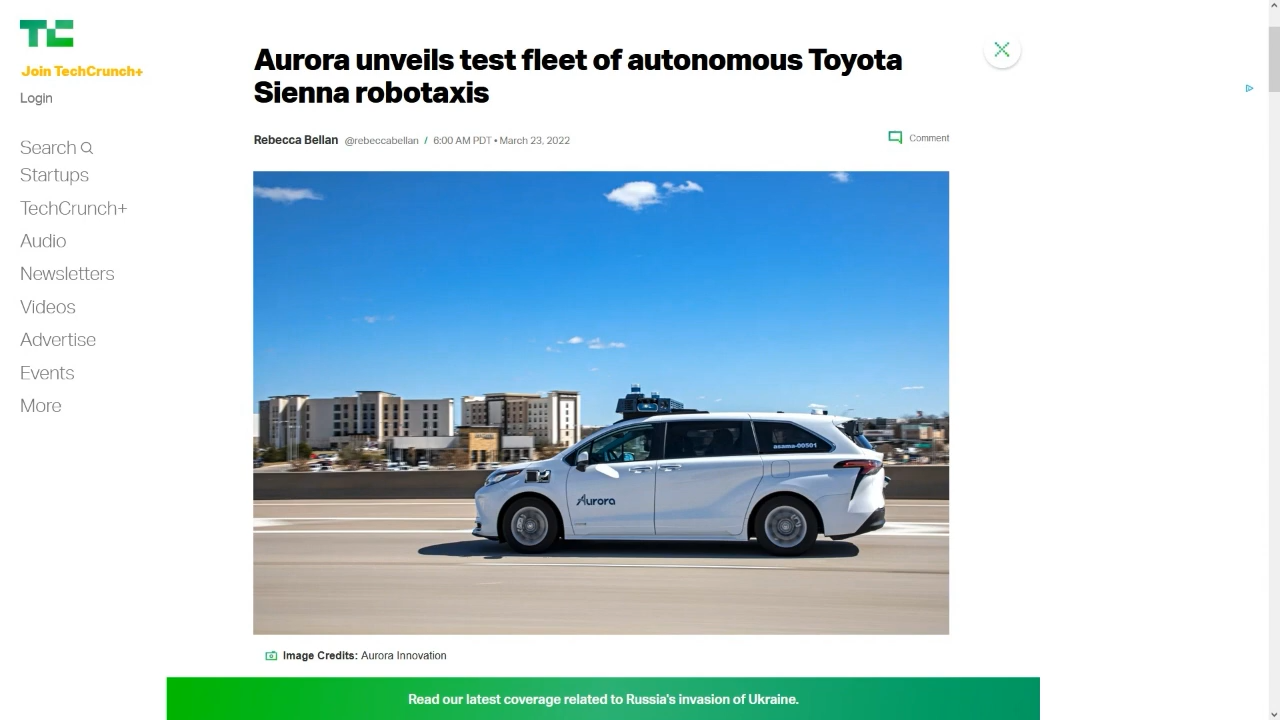 TC
Join TechCrunch+
Login
Search
Startups
TechCrunch+
Audio
Newsletters
Videos
Advertise
Events
More
Aurora unveils test fleet of autonomous Toyota
Sienna robotaxis
Rebecca Bellan @rebeccabellan / 6:00 AM PDT • March 23, 2022
Comment
asama-00501
Aurora
Image Credits: Aurora Innovation
Read our latest coverage related to Russia's invasion of Ukraine.